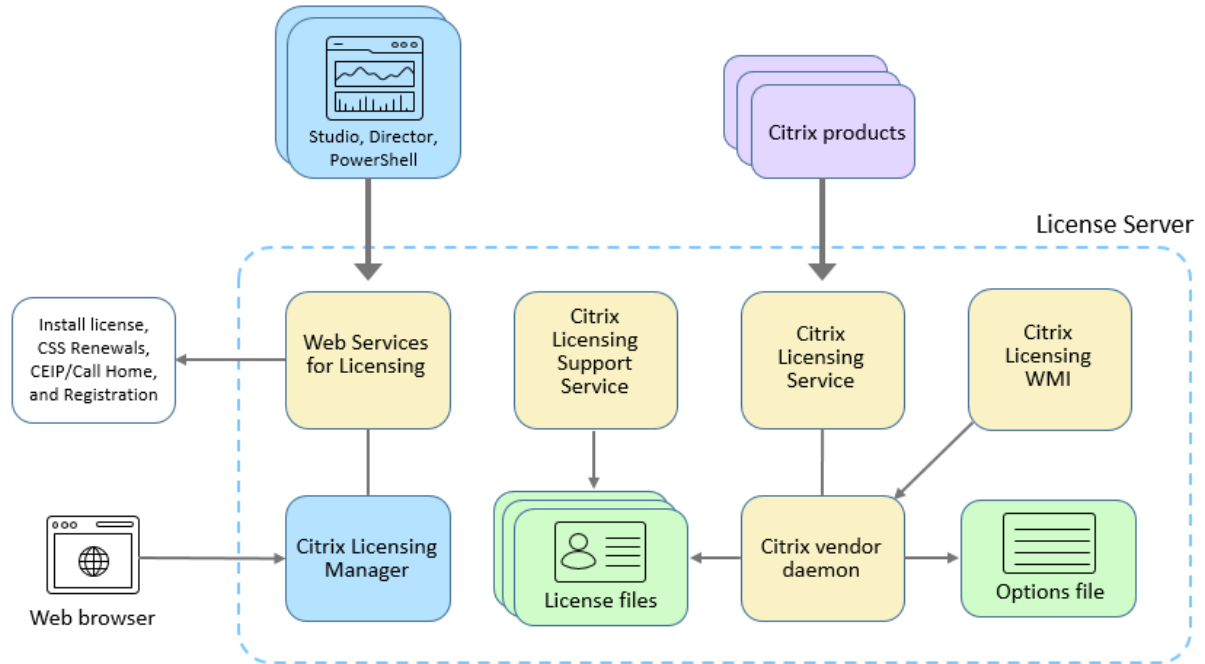 Studio, Director,
PowerShell
Citrix products
License Server
Install license,
CSS Renewals,
CEIP/Call Home,
and Registration
Web Services
for Licensing
Citrix
Licensing
Support
Service
Citrix
Licensing
Service
Citrix
Licensing
WMI
Web browser
Citrix Licensing
Manager
License files
Citrix vendor
daemon
Options file